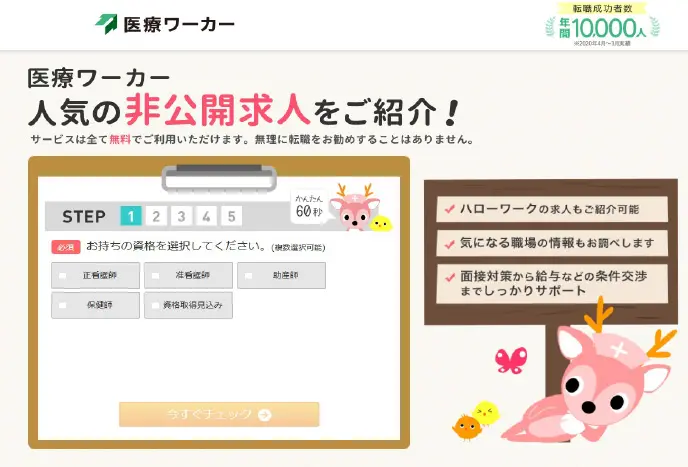 医療ワーカー
転職成功者数
年間10,000人
※2020年4月〜3月実績
医療ワーカー
人気の非公開求人をご紹介！
サービスは全て無料でご利用いただけます。無理に転職をお勧めすることはありません。
かんたん
60秒
STEP 1 2 3 4 5
必須 お持ちの資格を選択してください。(複数選択可能)
正看護師 准看護師 助産師
保健師 資格取得見込み
今すぐチェック
ハローワークの求人もご紹介可能
気になる職場の情報もお調べします
面接対策から給与などの条件交渉
までしっかりサポート